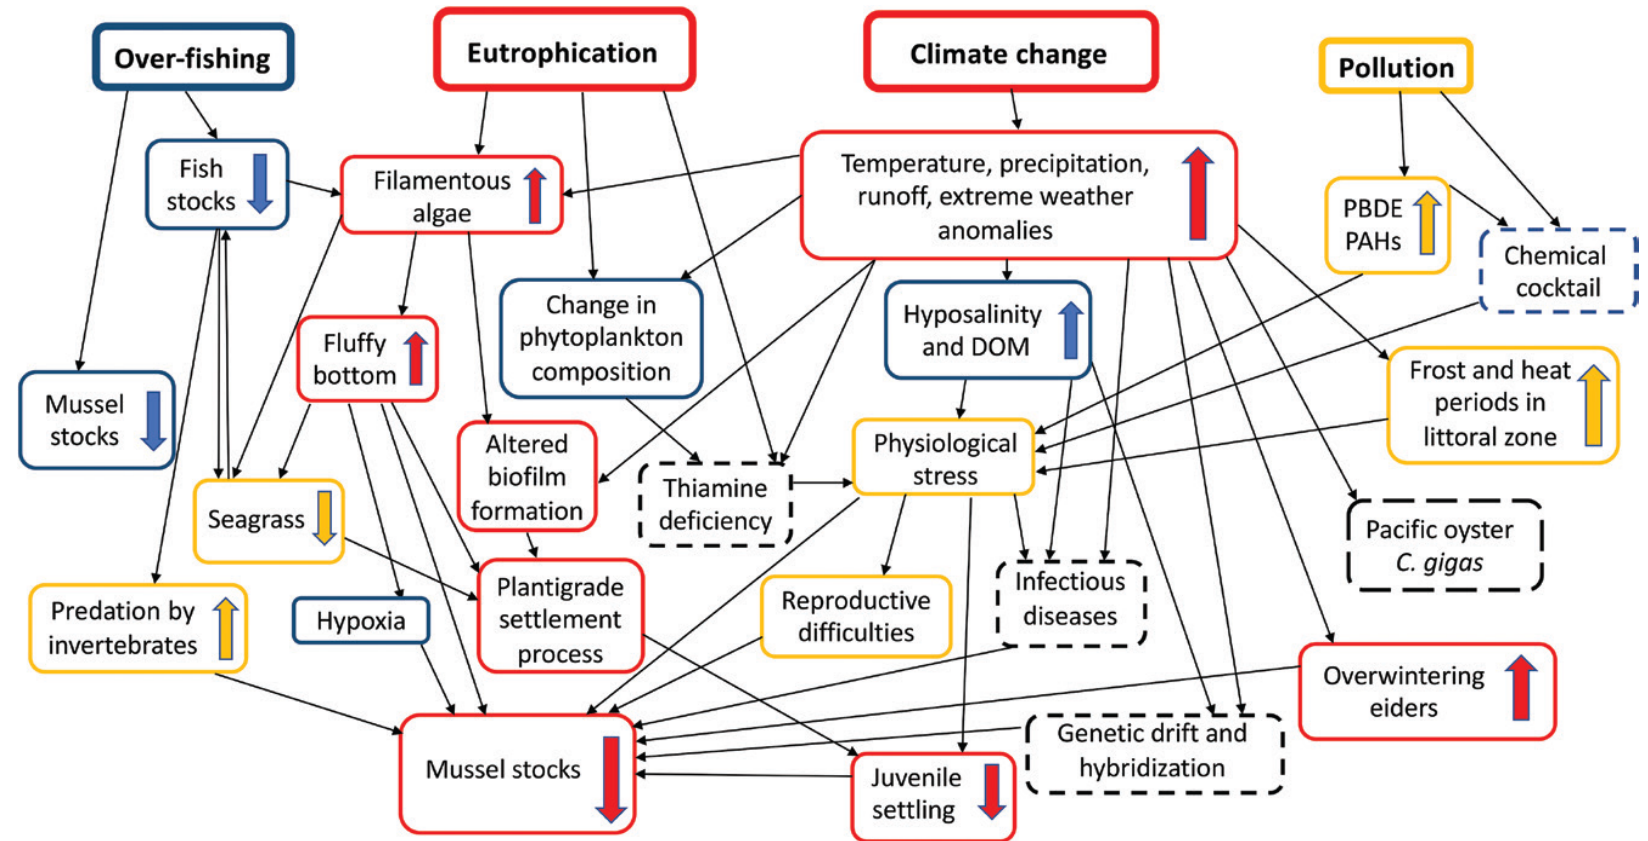 Over-fishing
Eutrophication
Climate change
Pollution
Fish
stocks
Filamentous
algae
Temperature, precipitation,
runoff, extreme weather
anomalies
PBDE
PAHs
Chemical
cocktail
Change in
phytoplankton
composition
Hyposalinity
and DOM
Fluffy
bottom
Mussel
stocks
Frost and heat
periods in
littoral zone
Altered
biofilm
formation
Physiological
stress
Thiamine
deficiency
Seagrass
Pacific oyster
C. gigas
Predation by
invertebrates
Hypoxia
Plantigrade
settlement
process
Reproductive
difficulties
Infectious
diseases
Overwintering
eiders
Mussel stocks
Juvenile
settling
Genetic drift and
hybridization